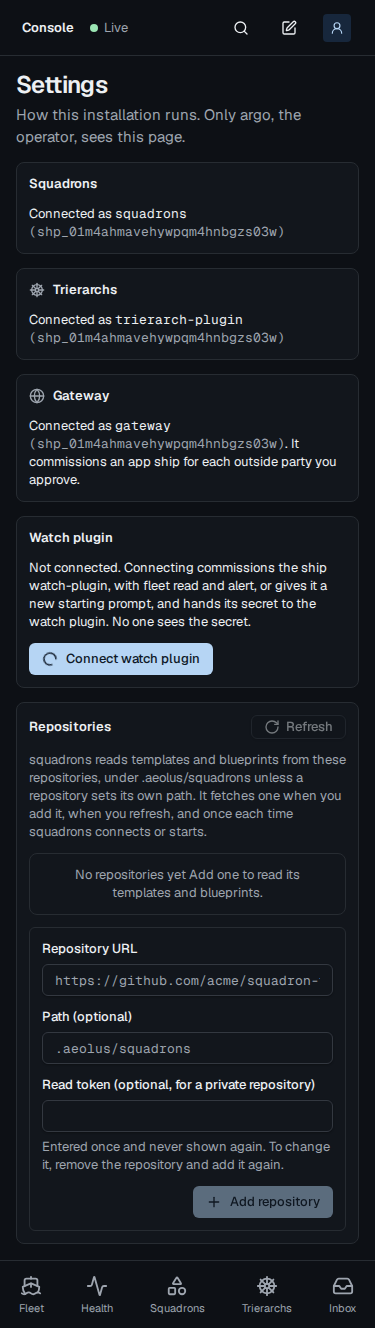 Console
Live
Settings
How this installation runs. Only argo, the
operator, sees this page.
Squadrons
Connected as squadrons
(shp_01m4ahmavehywpqm4hnbgzs03w)
Trierarchs
Connected as trierarch-plugin
(shp_01m4ahmavehywpqm4hnbgzs03w)
Gateway
Connected as gateway
(shp_01m4ahmavehywpqm4hnbgzs03w). It
commissions an app ship for each outside party you
approve.
Watch plugin
Not connected. Connecting commissions the ship
watch-plugin, with fleet read and alert, or gives it a
new starting prompt, and hands its secret to the
watch plugin. No one sees the secret.
Connect watch plugin
Repositories
Refresh
squadrons reads templates and blueprints from these
repositories, under .aeolus/squadrons unless a
repository sets its own path. It fetches one when you
add it, when you refresh, and once each time
squadrons connects or starts.
No repositories yet Add one to read its
templates and blueprints.
Repository URL
https://github.com/acme/squadron-
Path (optional)
.aeolus/squadrons
Read token (optional, for a private repository)
Entered once and never shown again. To change
it, remove the repository and add it again.
Add repository
Fleet
Health
Squadrons
Trierarchs
Inbox